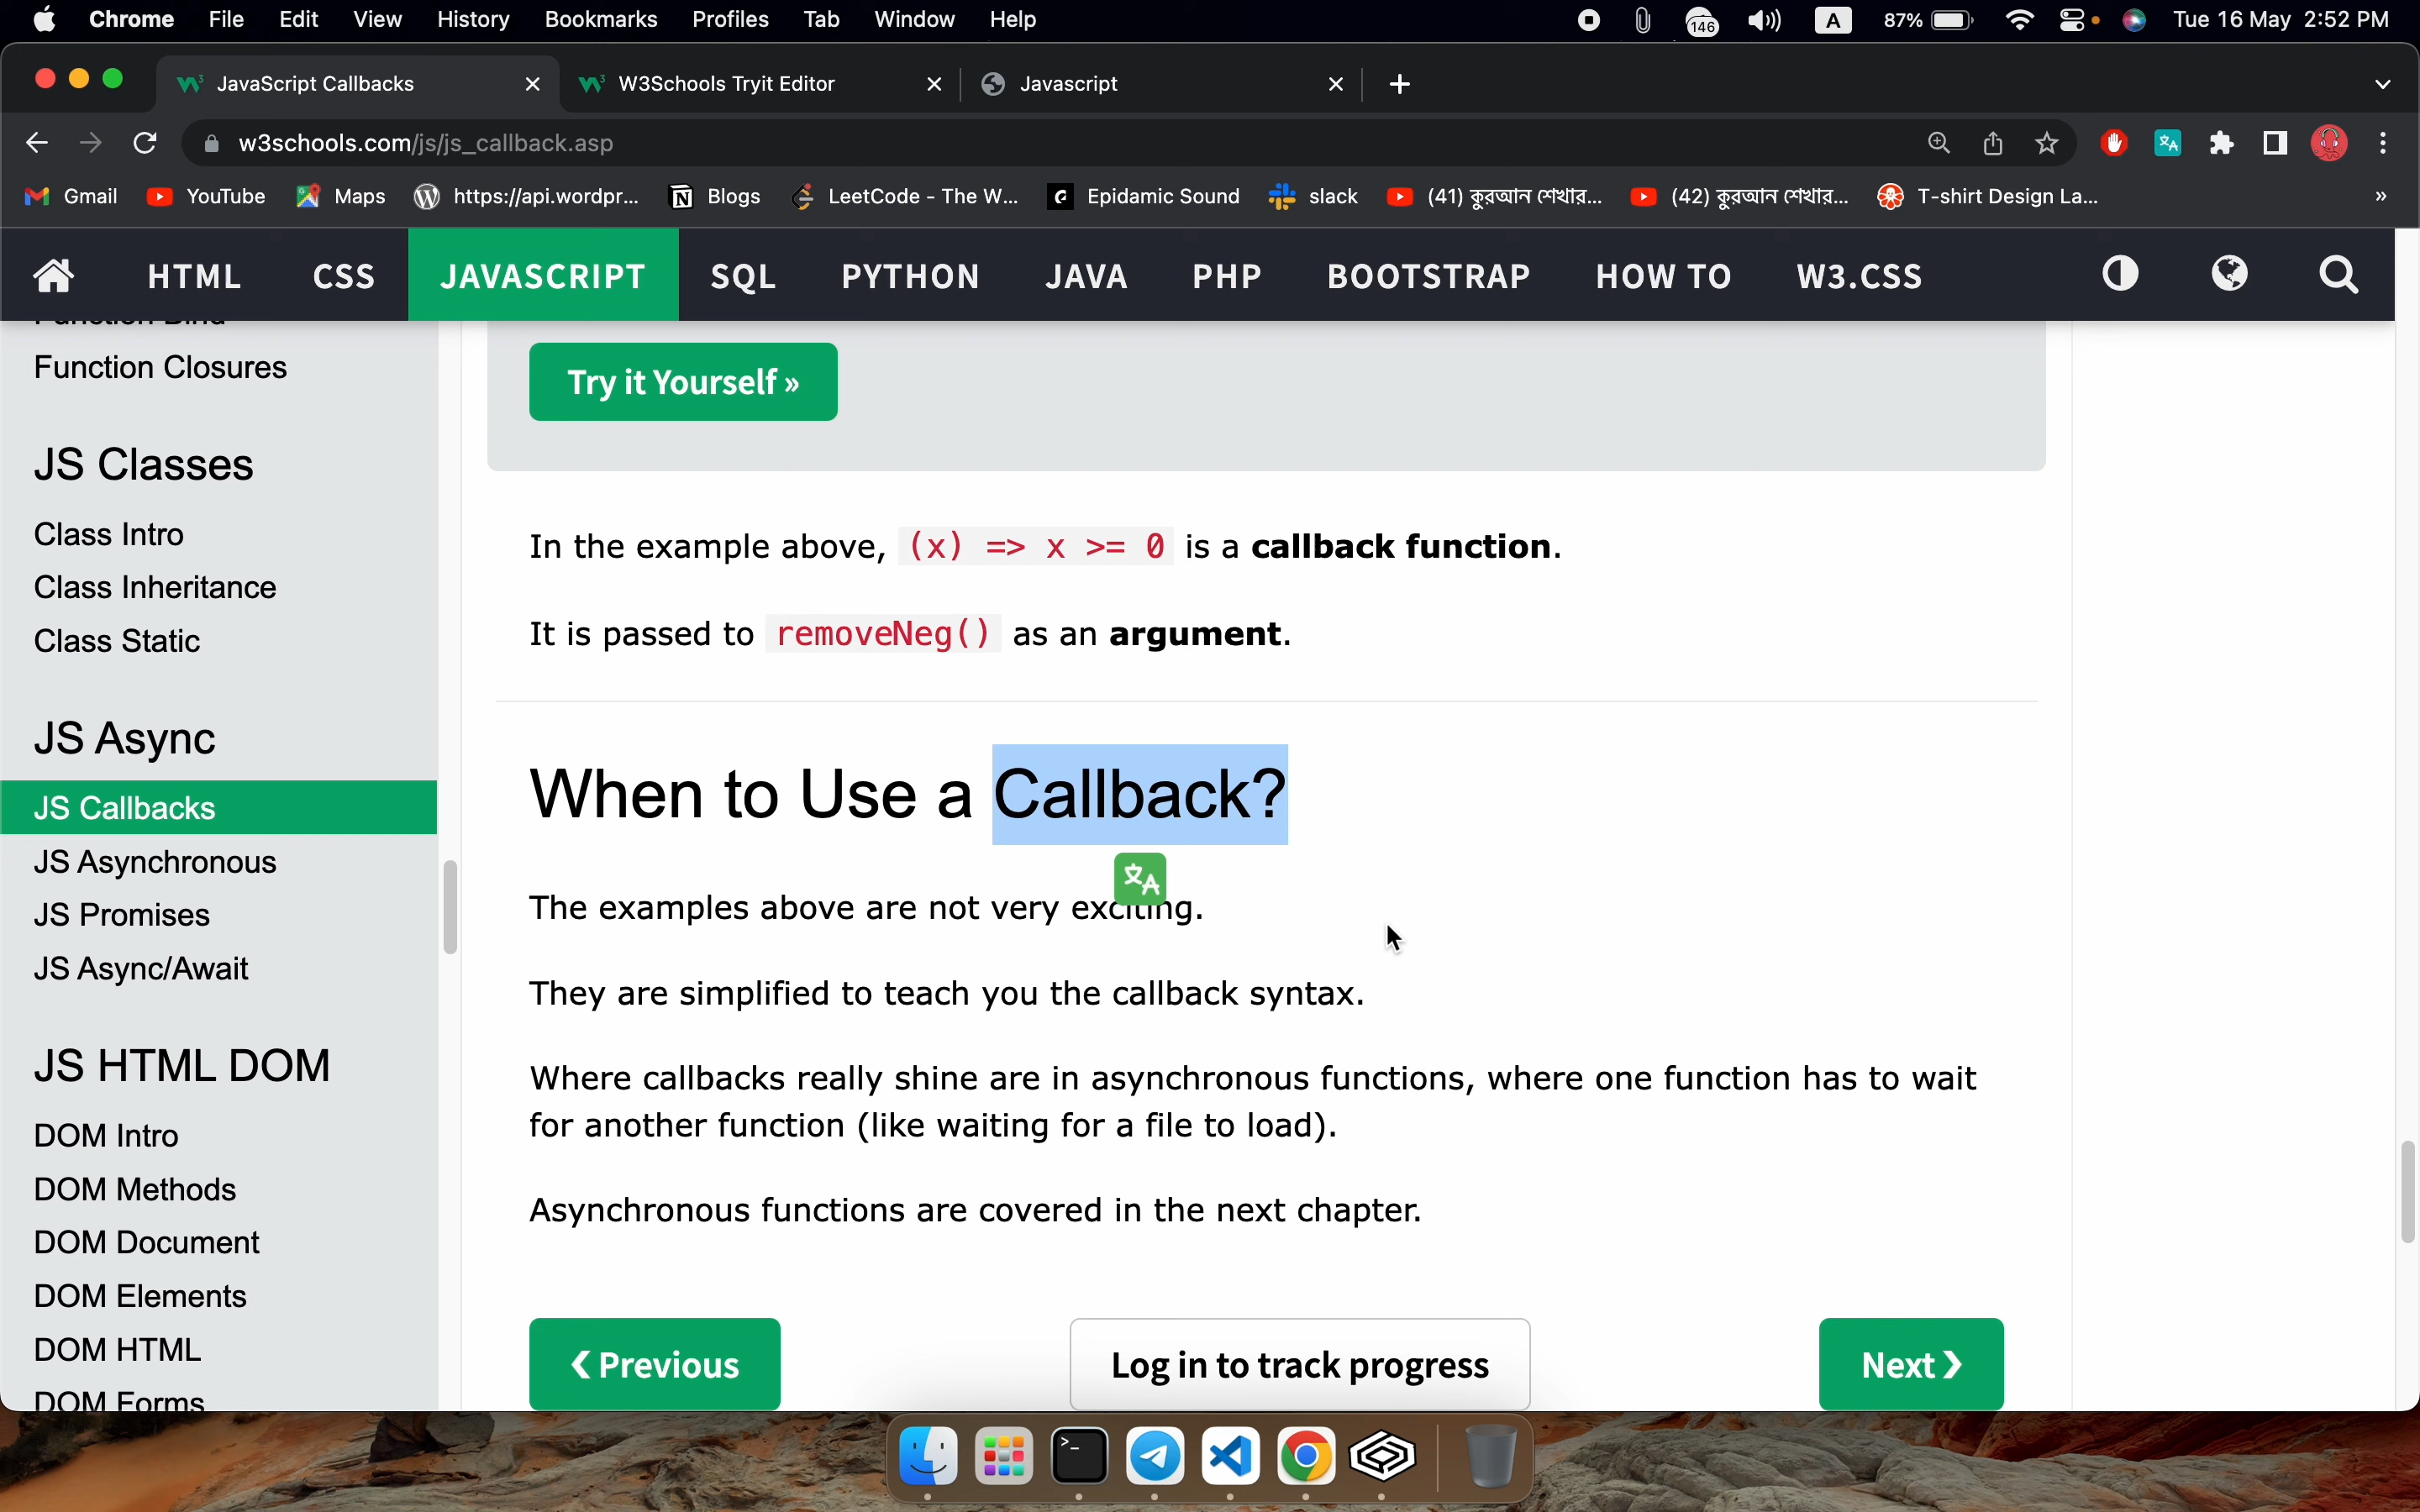 Chrome File Edit View History Bookmarks Profiles Tab Window Help 146 A 87% Tue 16 May 2:52 PM
JavaScript Callbacks W3Schools Tryit Editor Javascript
w3schools.com/js/js_callback.asp
Gmail YouTube Maps https://api.wordpr... Blogs LeetCode - The W... Epidamic Sound slack (41) কুরআন শেখার... (42) কুরআন শেখার... T-shirt Design La... »
HTML CSS JAVASCRIPT SQL PYTHON JAVA PHP BOOTSTRAP HOW TO W3.CSS
Function Bind
Function Closures
JS Classes
Class Intro
Class Inheritance
Class Static
JS Async
JS Callbacks
JS Asynchronous
JS Promises
JS Async/Await
JS HTML DOM
DOM Intro
DOM Methods
DOM Document
DOM Elements
DOM HTML
DOM Forms
Try it Yourself »
In the example above, (x) => x >= 0 is a callback function.
It is passed to removeNeg() as an argument.
When to Use a Callback?
The examples above are not very exciting.
They are simplified to teach you the callback syntax.
Where callbacks really shine are in asynchronous functions, where one function has to wait
for another function (like waiting for a file to load).
Asynchronous functions are covered in the next chapter.
❮ Previous Log in to track progress Next ❯